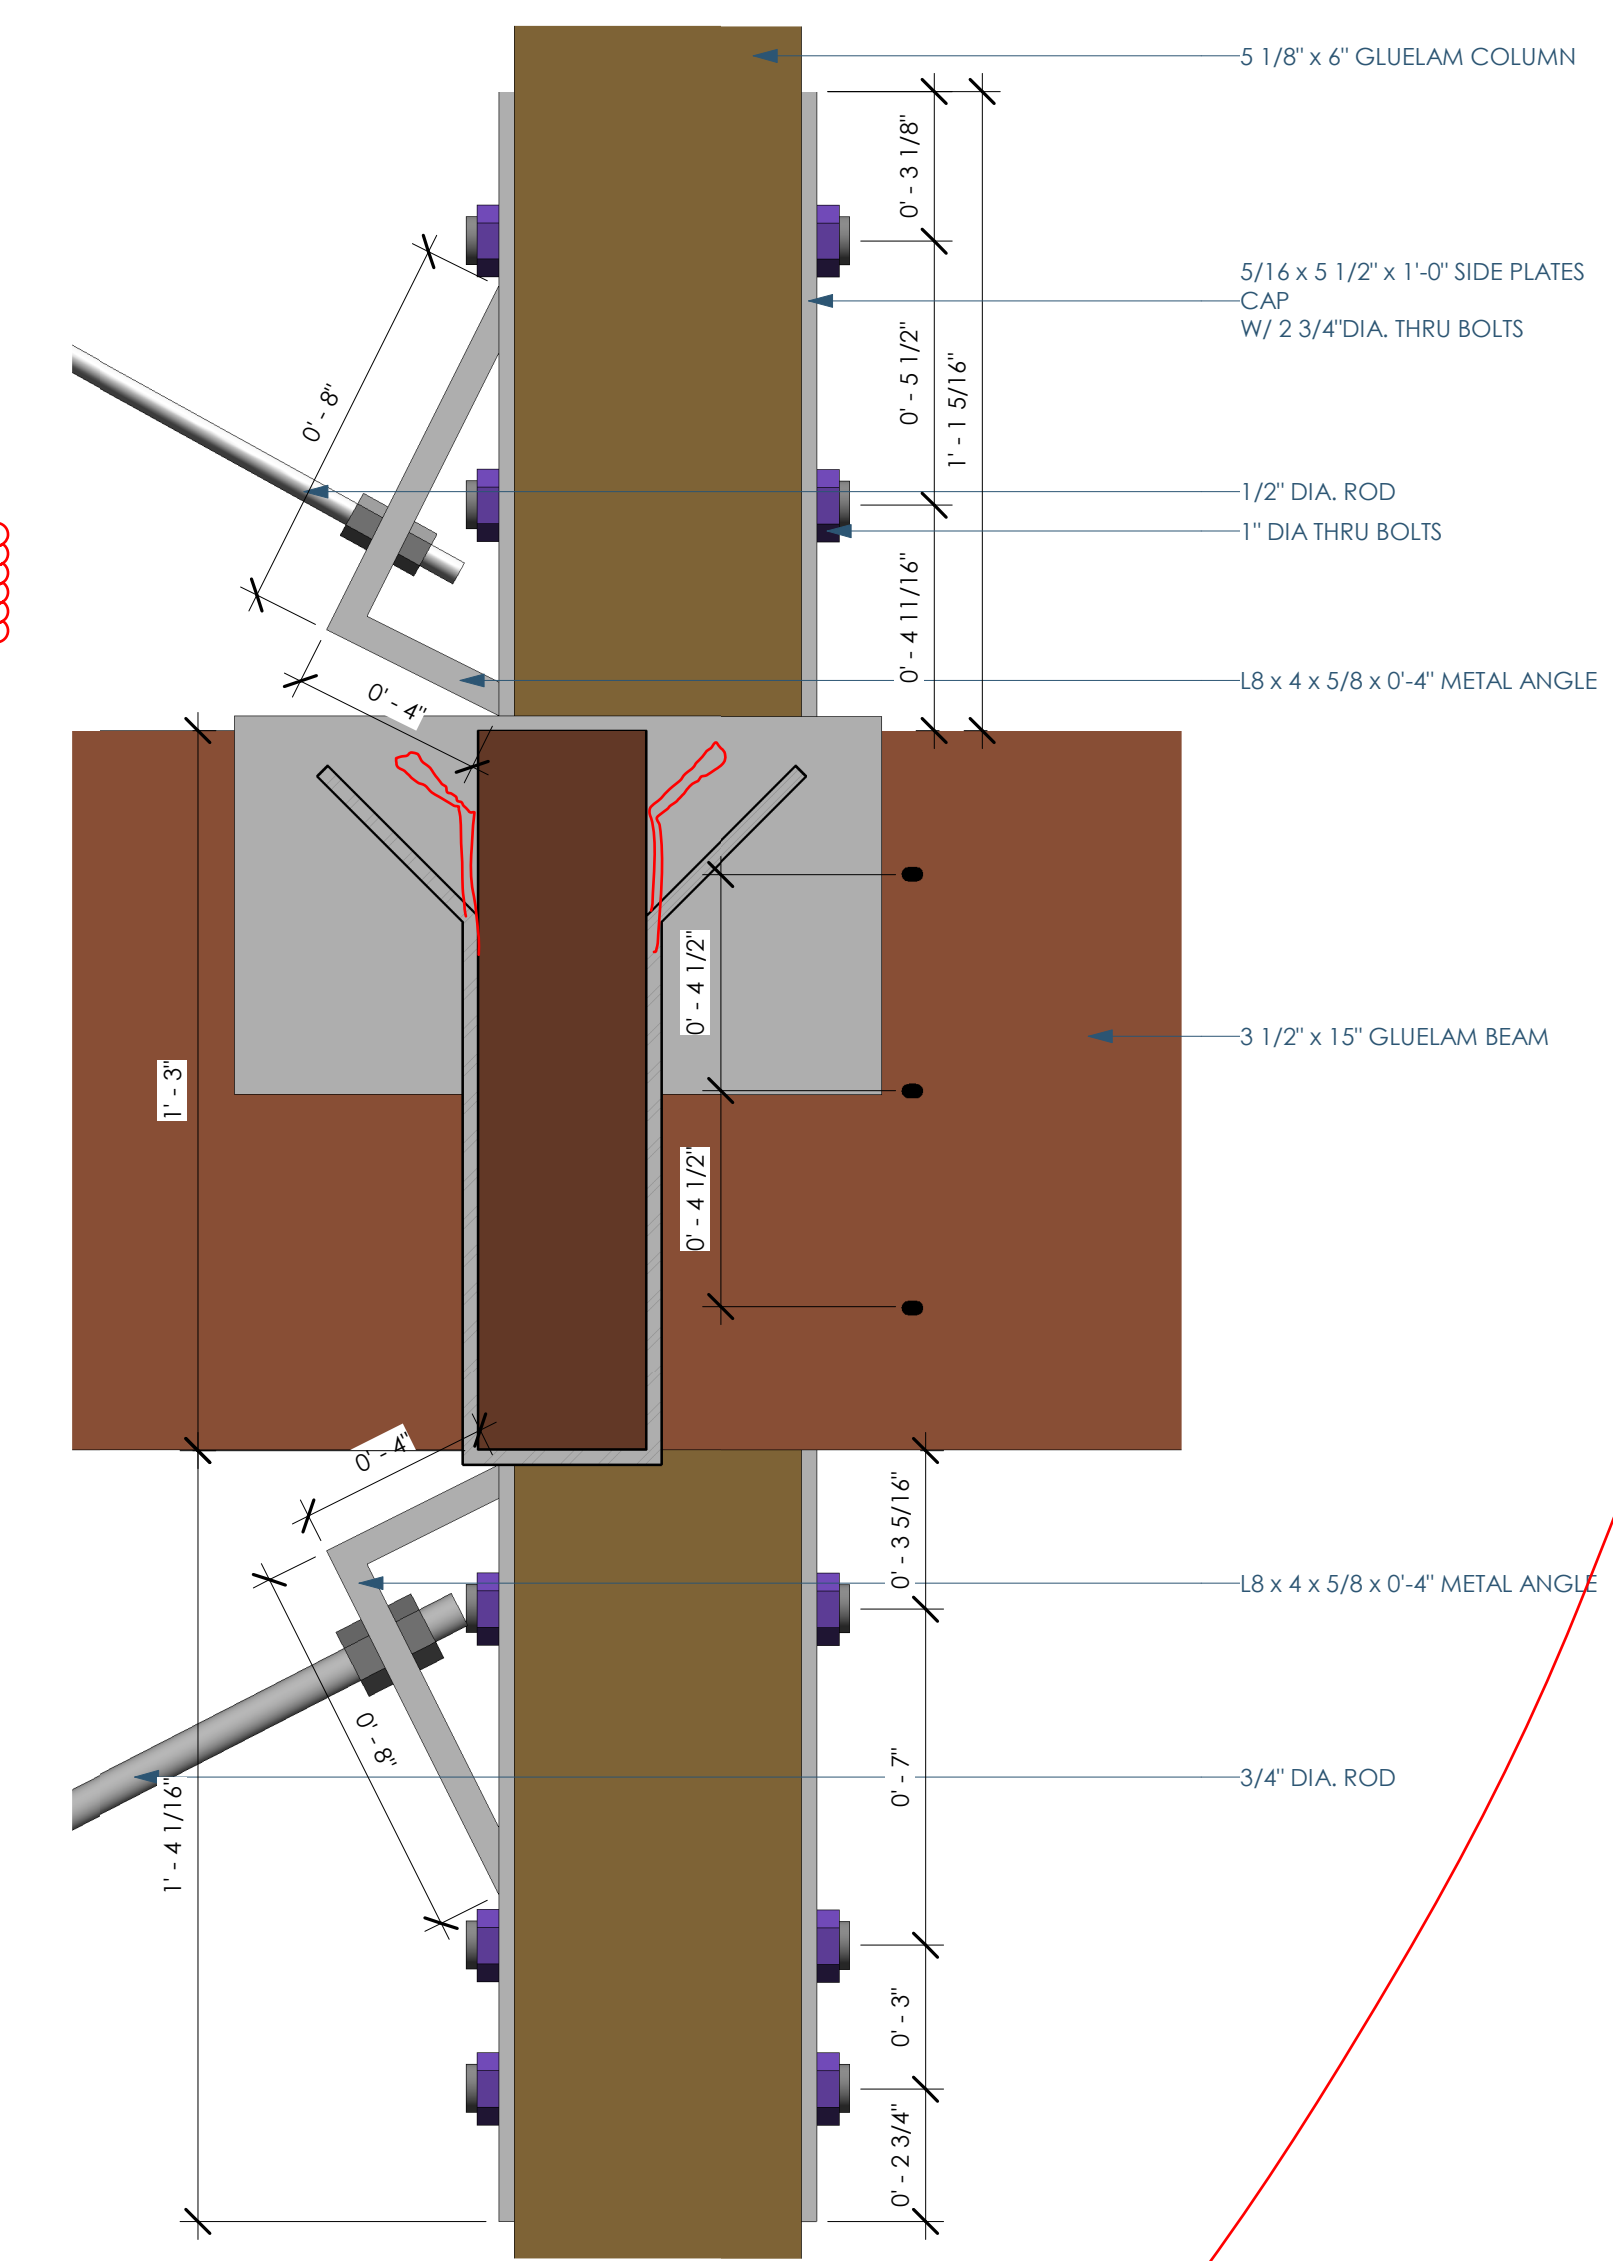 5 1/8" x 6" GLUELAM COLUMN
0' - 3 1/8"
5/16 x 5 1/2" x 1'-0" SIDE PLATES
CAP
W/ 2 3/4"DIA. THRU BOLTS
0' - 5 1/2"
1' - 1 5/16"
0' - 8"
1/2" DIA. ROD
1" DIA THRU BOLTS
0' - 4 11/16"
L8 x 4 x 5/8 x 0'-4" METAL ANGLE
0' - 4"
0' - 4 1/2"
3 1/2" x 15" GLUELAM BEAM
1' - 3"
0' - 4 1/2"
0' - 4"
0' - 3 5/16"
L8 x 4 x 5/8 x 0'-4" METAL ANGLE
0' - 8"
0' - 7"
3/4" DIA. ROD
1' - 4 1/16"
0' - 3"
0' - 2 3/4"